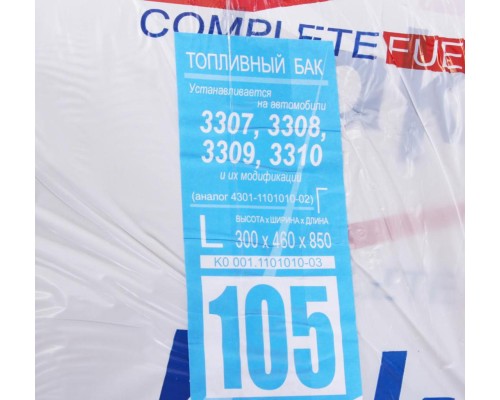 COMPLETE FUE
ТОПЛИВНЫЙ БАК
Устанавливается
на автомобили
3307, 3308,
3309, 3310
и их модификации
(аналог 4301-1101010-02)
ВЫСОТА х ШИРИНА х ДЛИНА
L 300 х 460 х 850
К0 001.1101010-03
105